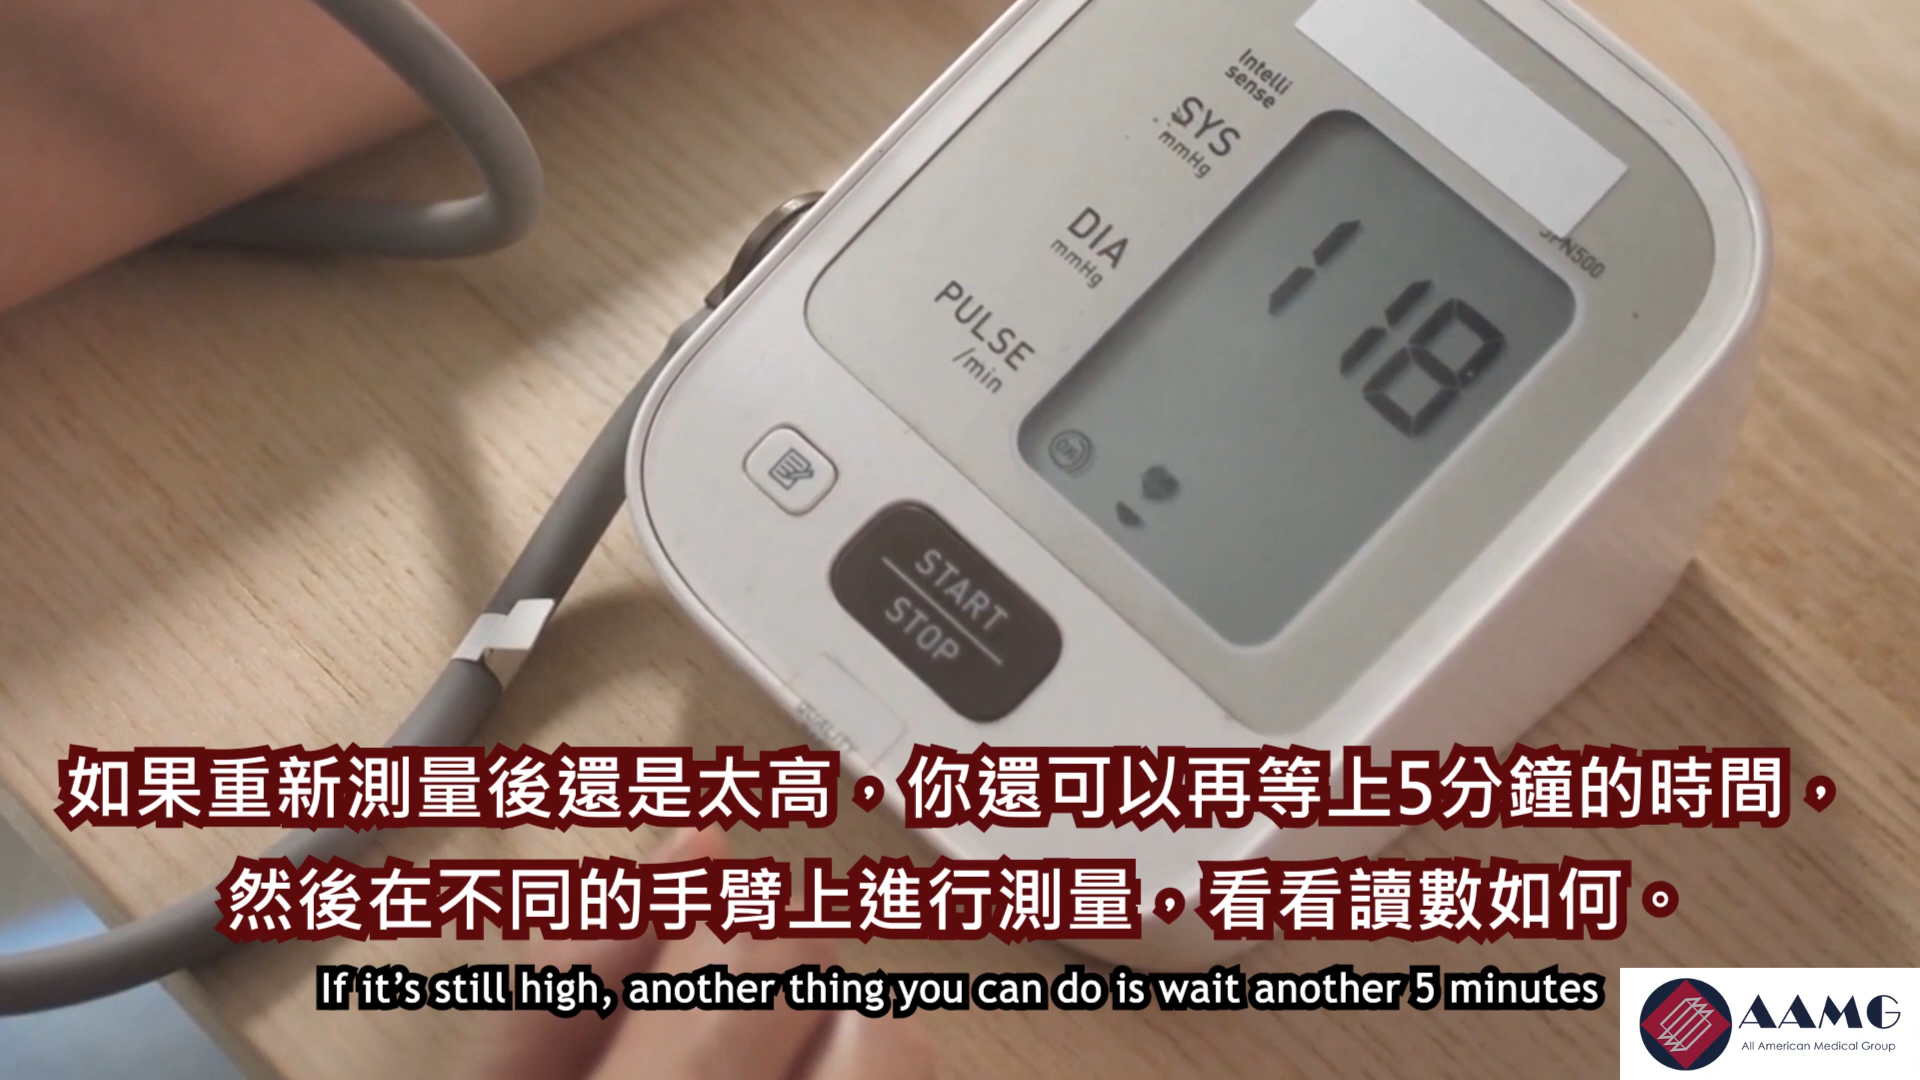 Intelli
sense
SYS
mmHg
DIA
mmHg
PULSE
/min
118
OK
START
STOP
如果重新測量後還是太高，你還可以再等上5分鐘的時間，
然後在不同的手臂上進行測量，看看讀數如何。
If it's still high, another thing you can do is wait another 5 minutes
AAMG
All American Medical Group